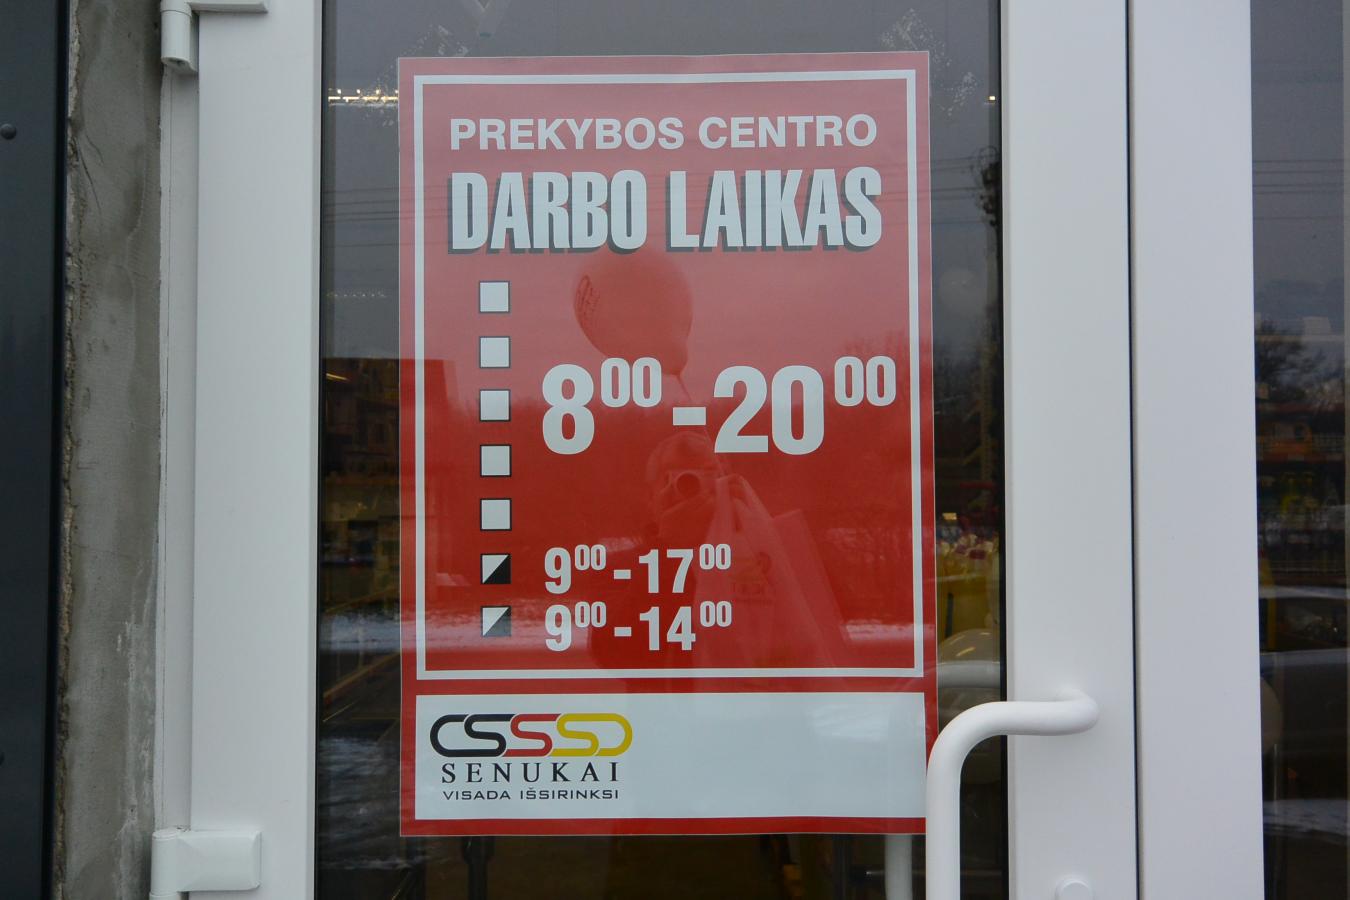 PREKYBOS CENTRO
DARBO LAIKAS
8⁰⁰-20⁰⁰
9⁰⁰-17⁰⁰
9⁰⁰-14⁰⁰
SENUKAI
VISADA IŠSIRINKSI